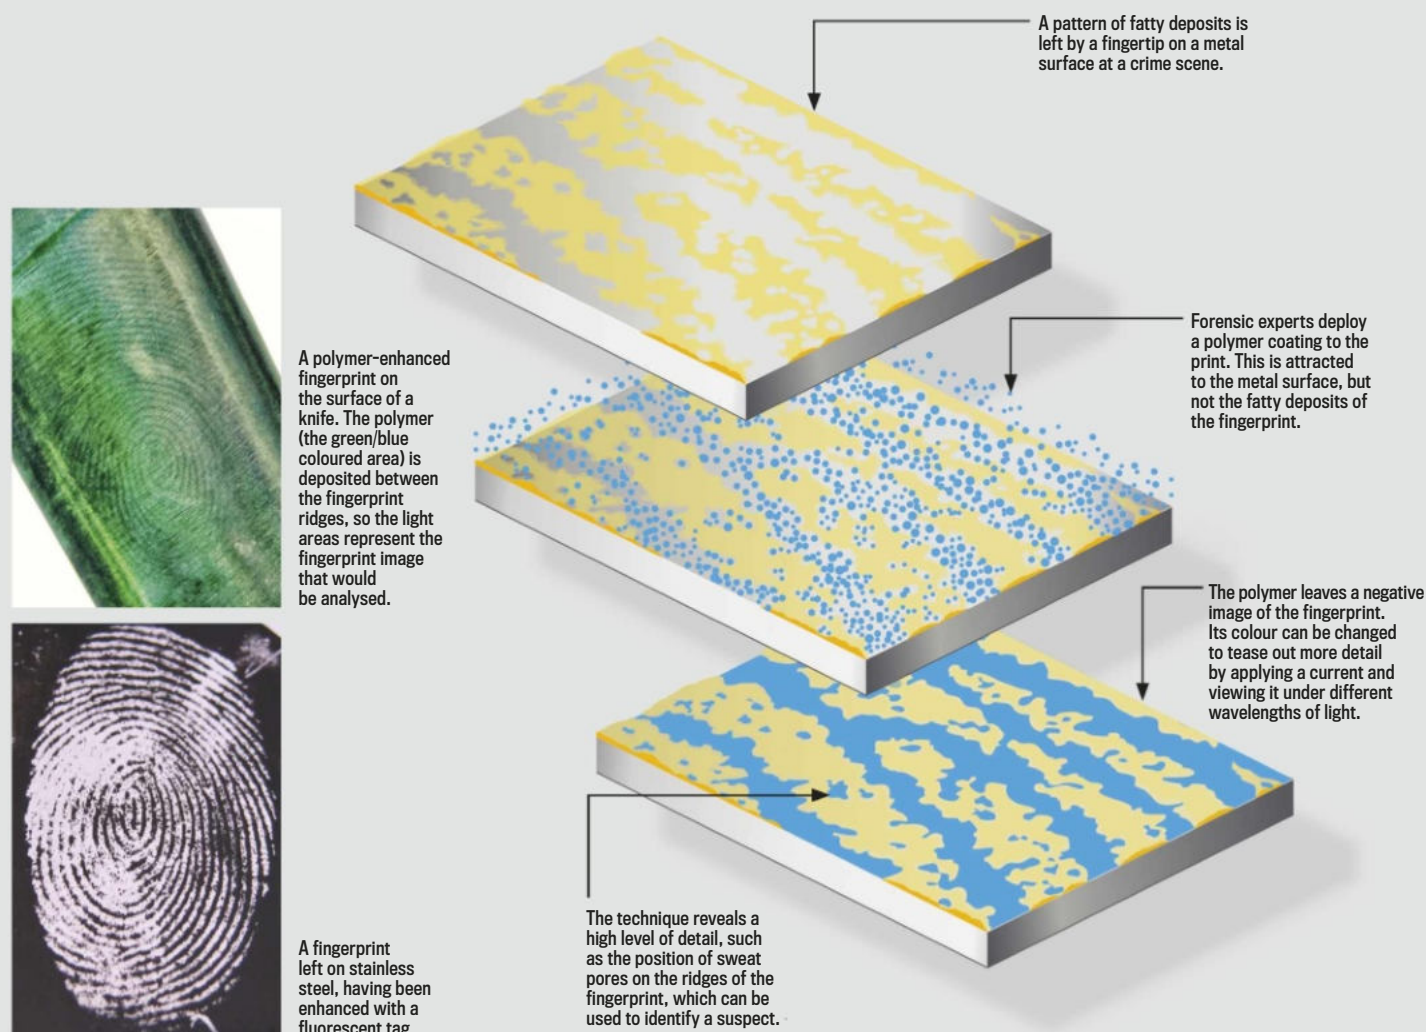 A pattern of fatty deposits is
left by a fingertip on a metal
surface at a crime scene.
Forensic experts deploy
a polymer coating to the
print. This is attracted
to the metal surface, but
not the fatty deposits of
the fingerprint.
A polymer-enhanced
fingerprint on
the surface of a
knife. The polymer
(the green/blue
coloured area) is
deposited between
the fingerprint
ridges, so the light
areas represent the
fingerprint image
that would
be analysed.
The polymer leaves a negative
image of the fingerprint.
Its colour can be changed
to tease out more detail
by applying a current and
viewing it under different
wavelengths of light.
The technique reveals a
high level of detail, such
as the position of sweat
pores on the ridges of the
fingerprint, which can be
used to identify a suspect.
A fingerprint
left on stainless
steel, having been
enhanced with a
fluorescent tag